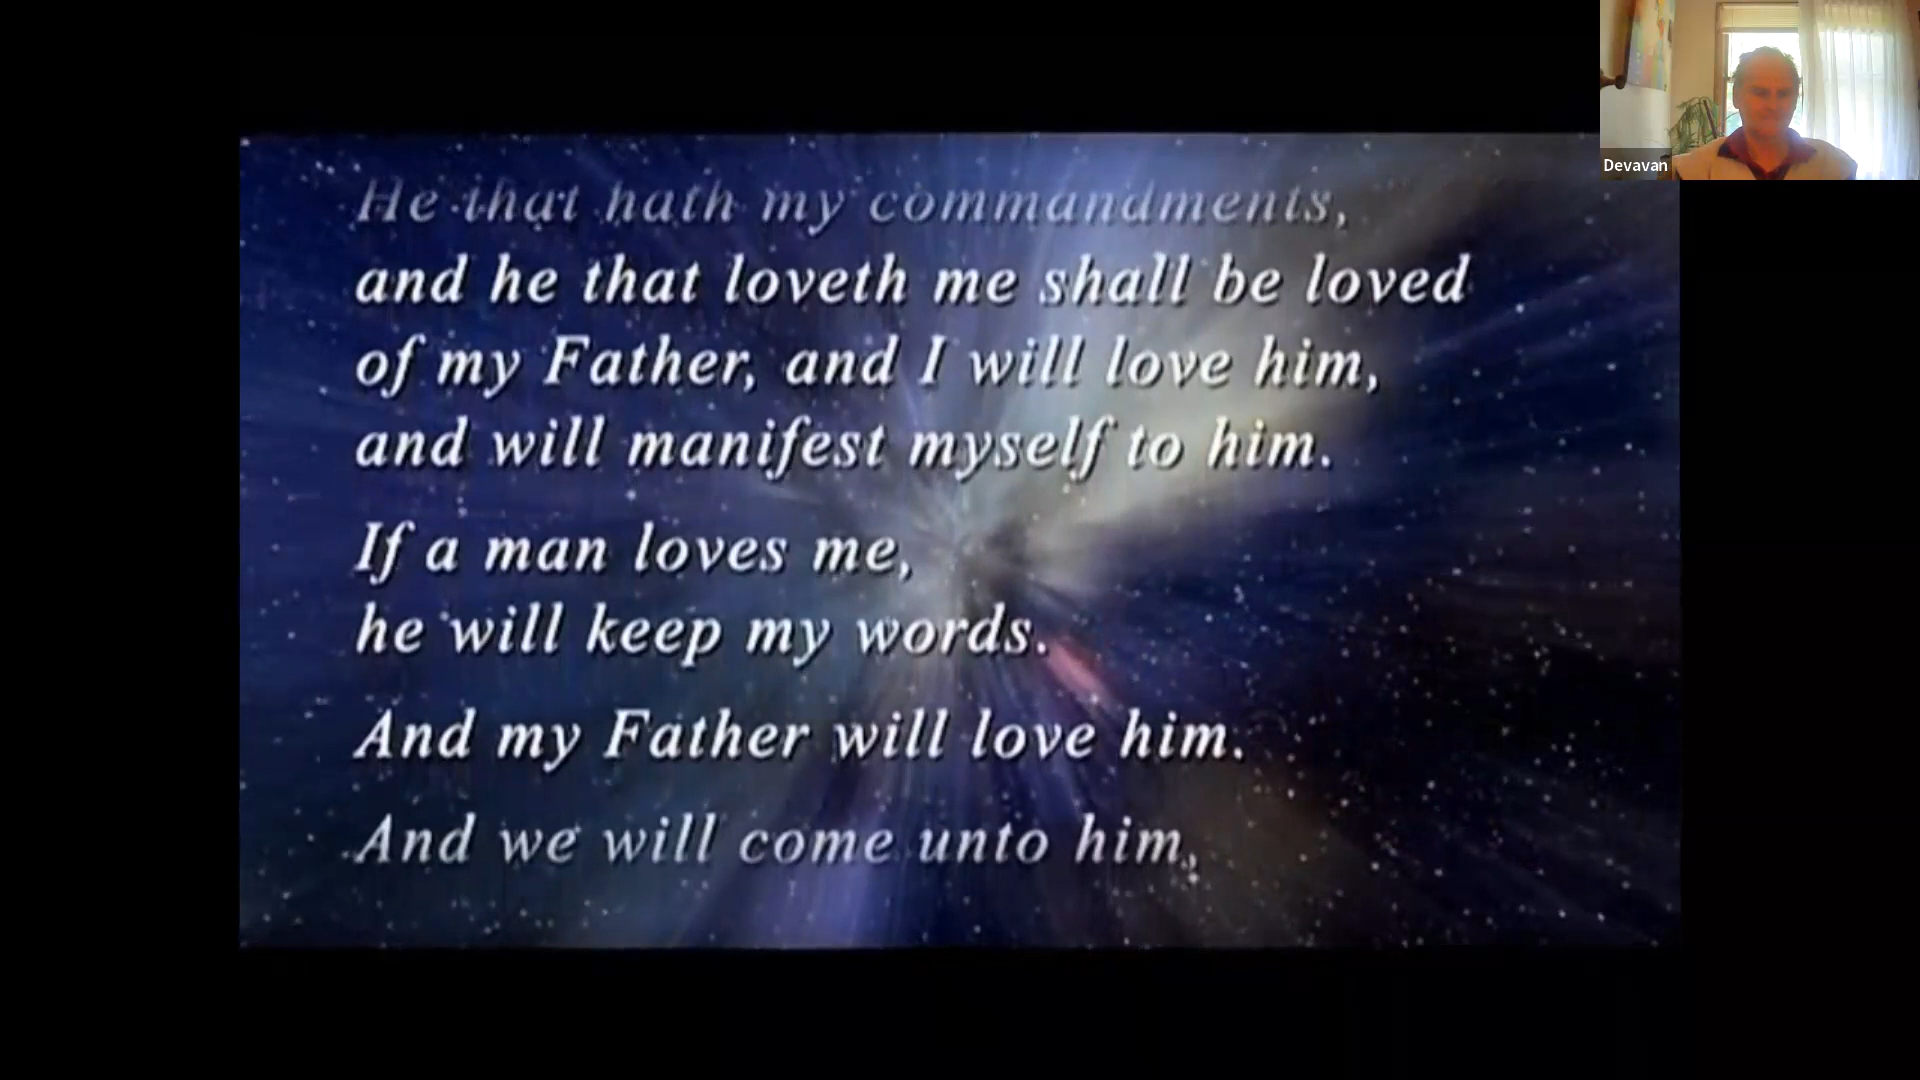 He that hath my commandments,
and he that loveth me shall be loved
of my Father, and I will love him,
and will manifest myself to him.
If a man loves me,
he will keep my words.
And my Father will love him.
And we will come unto him,
Devavan